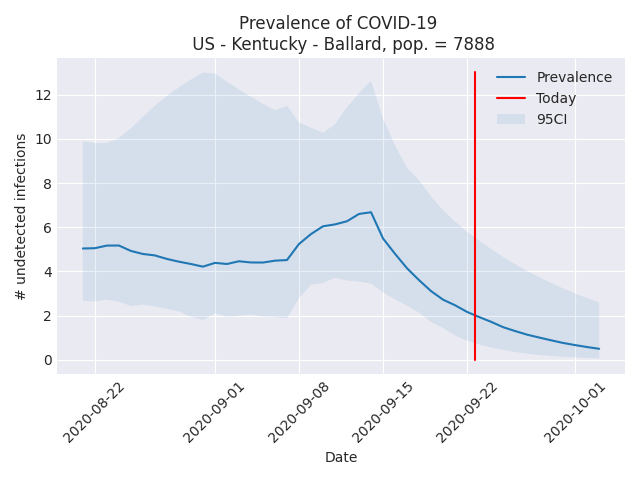 Prevalence of COVID-19
US - Kentucky - Ballard, pop. = 7888
# undetected infections
12
10
8
6
4
2
0
Prevalence
Today
95CI
2020-08-22
2020-09-01
2020-09-08
2020-09-15
2020-09-22
2020-10-01
Date